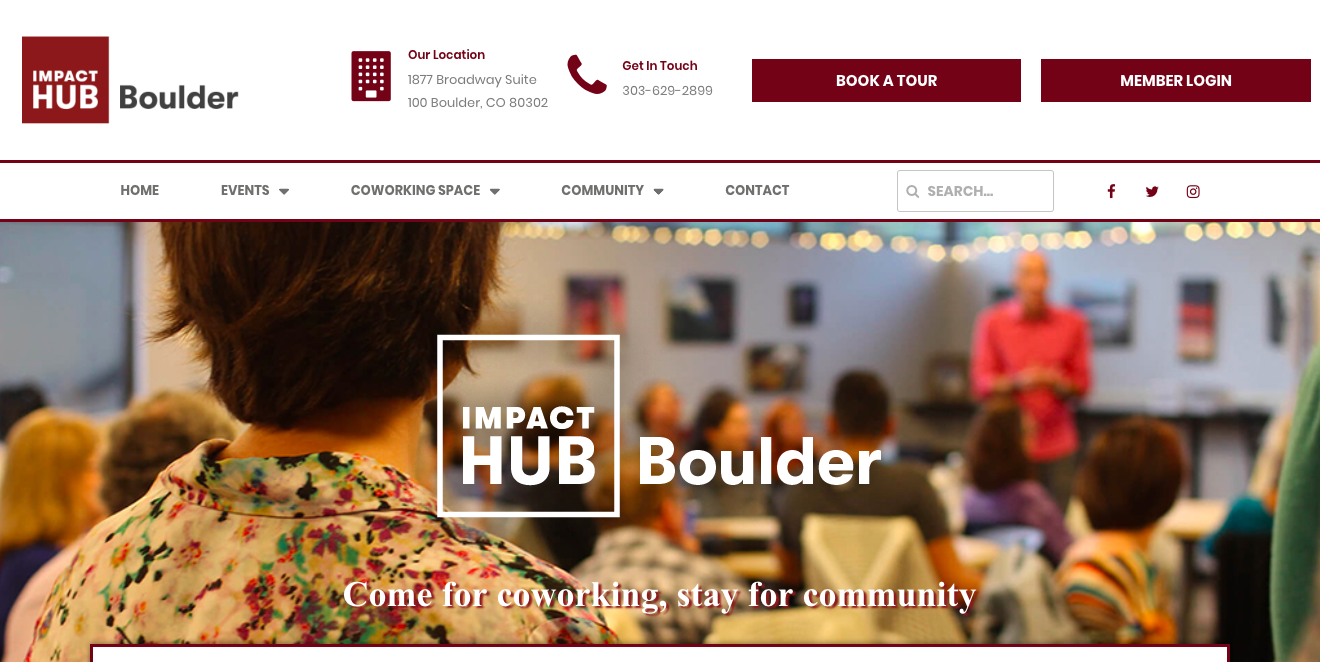 IMPACT
HUB Boulder
Our Location
1877 Broadway Suite
100 Boulder, CO 80302
Get In Touch
303-629-2899
BOOK A TOUR
MEMBER LOGIN
HOME
EVENTS
COWORKING SPACE
COMMUNITY
CONTACT
SEARCH...
IMPACT
HUB Boulder
Come for coworking, stay for community